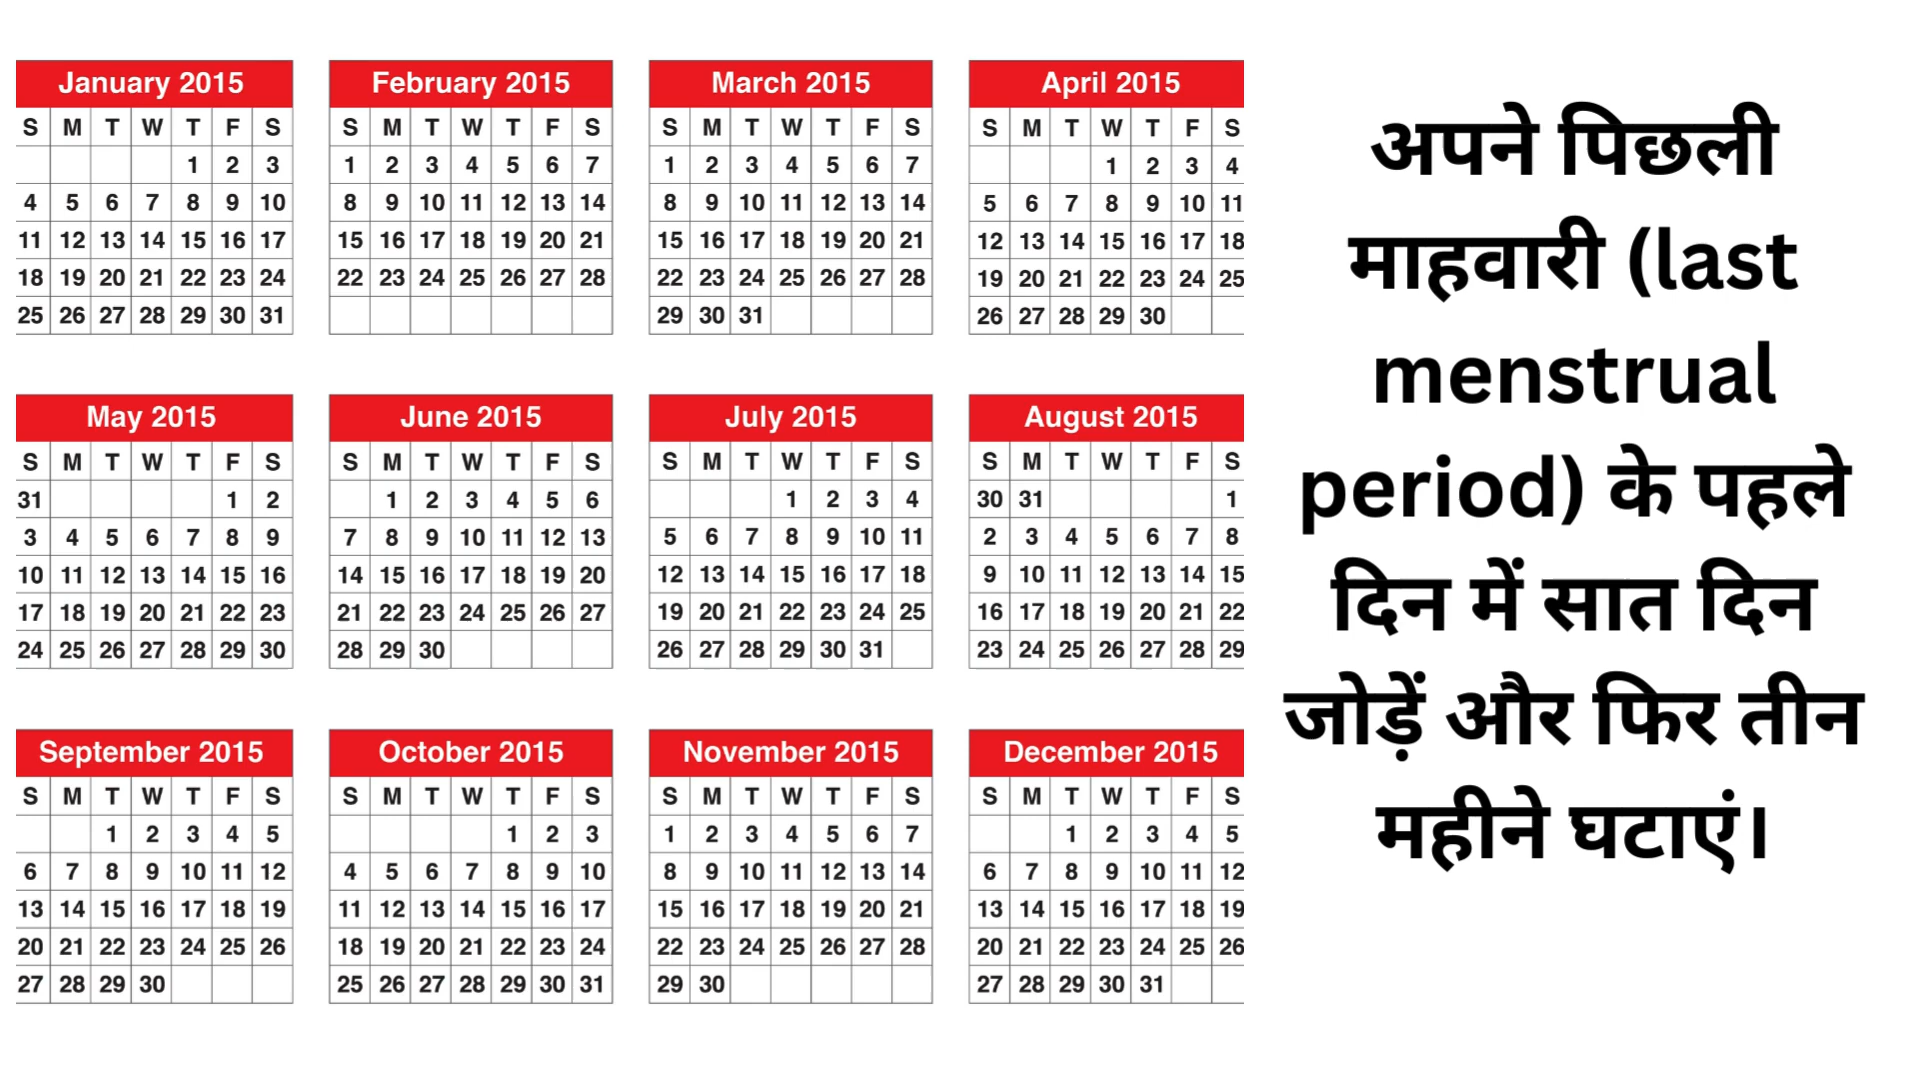 January 2015
S M T W T F S
1 2 3
4 5 6 7 8 9 10
11 12 13 14 15 16 17
18 19 20 21 22 23 24
25 26 27 28 29 30 31
February 2015
S M T W T F S
1 2 3 4 5 6 7
8 9 10 11 12 13 14
15 16 17 18 19 20 21
22 23 24 25 26 27 28
March 2015
S M T W T F S
1 2 3 4 5 6 7
8 9 10 11 12 13 14
15 16 17 18 19 20 21
22 23 24 25 26 27 28
29 30 31
April 2015
S M T W T F S
1 2 3 4
5 6 7 8 9 10 11
12 13 14 15 16 17 18
19 20 21 22 23 24 25
26 27 28 29 30
May 2015
S M T W T F S
31 1 2
3 4 5 6 7 8 9
10 11 12 13 14 15 16
17 18 19 20 21 22 23
24 25 26 27 28 29 30
June 2015
S M T W T F S
1 2 3 4 5 6
7 8 9 10 11 12 13
14 15 16 17 18 19 20
21 22 23 24 25 26 27
28 29 30
July 2015
S M T W T F S
1 2 3 4
5 6 7 8 9 10 11
12 13 14 15 16 17 18
19 20 21 22 23 24 25
26 27 28 29 30 31
August 2015
S M T W T F S
30 31 1
2 3 4 5 6 7 8
9 10 11 12 13 14 15
16 17 18 19 20 21 22
23 24 25 26 27 28 29
September 2015
S M T W T F S
1 2 3 4 5
6 7 8 9 10 11 12
13 14 15 16 17 18 19
20 21 22 23 24 25 26
27 28 29 30
October 2015
S M T W T F S
1 2 3
4 5 6 7 8 9 10
11 12 13 14 15 16 17
18 19 20 21 22 23 24
25 26 27 28 29 30 31
November 2015
S M T W T F S
1 2 3 4 5 6 7
8 9 10 11 12 13 14
15 16 17 18 19 20 21
22 23 24 25 26 27 28
29 30
December 2015
S M T W T F S
1 2 3 4 5
6 7 8 9 10 11 12
13 14 15 16 17 18 19
20 21 22 23 24 25 26
27 28 29 30 31
अपने पिछली
माहवारी (last
menstrual
period) के पहले
दिन में सात दिन
जोड़ें और फिर तीन
महीने घटाएं।